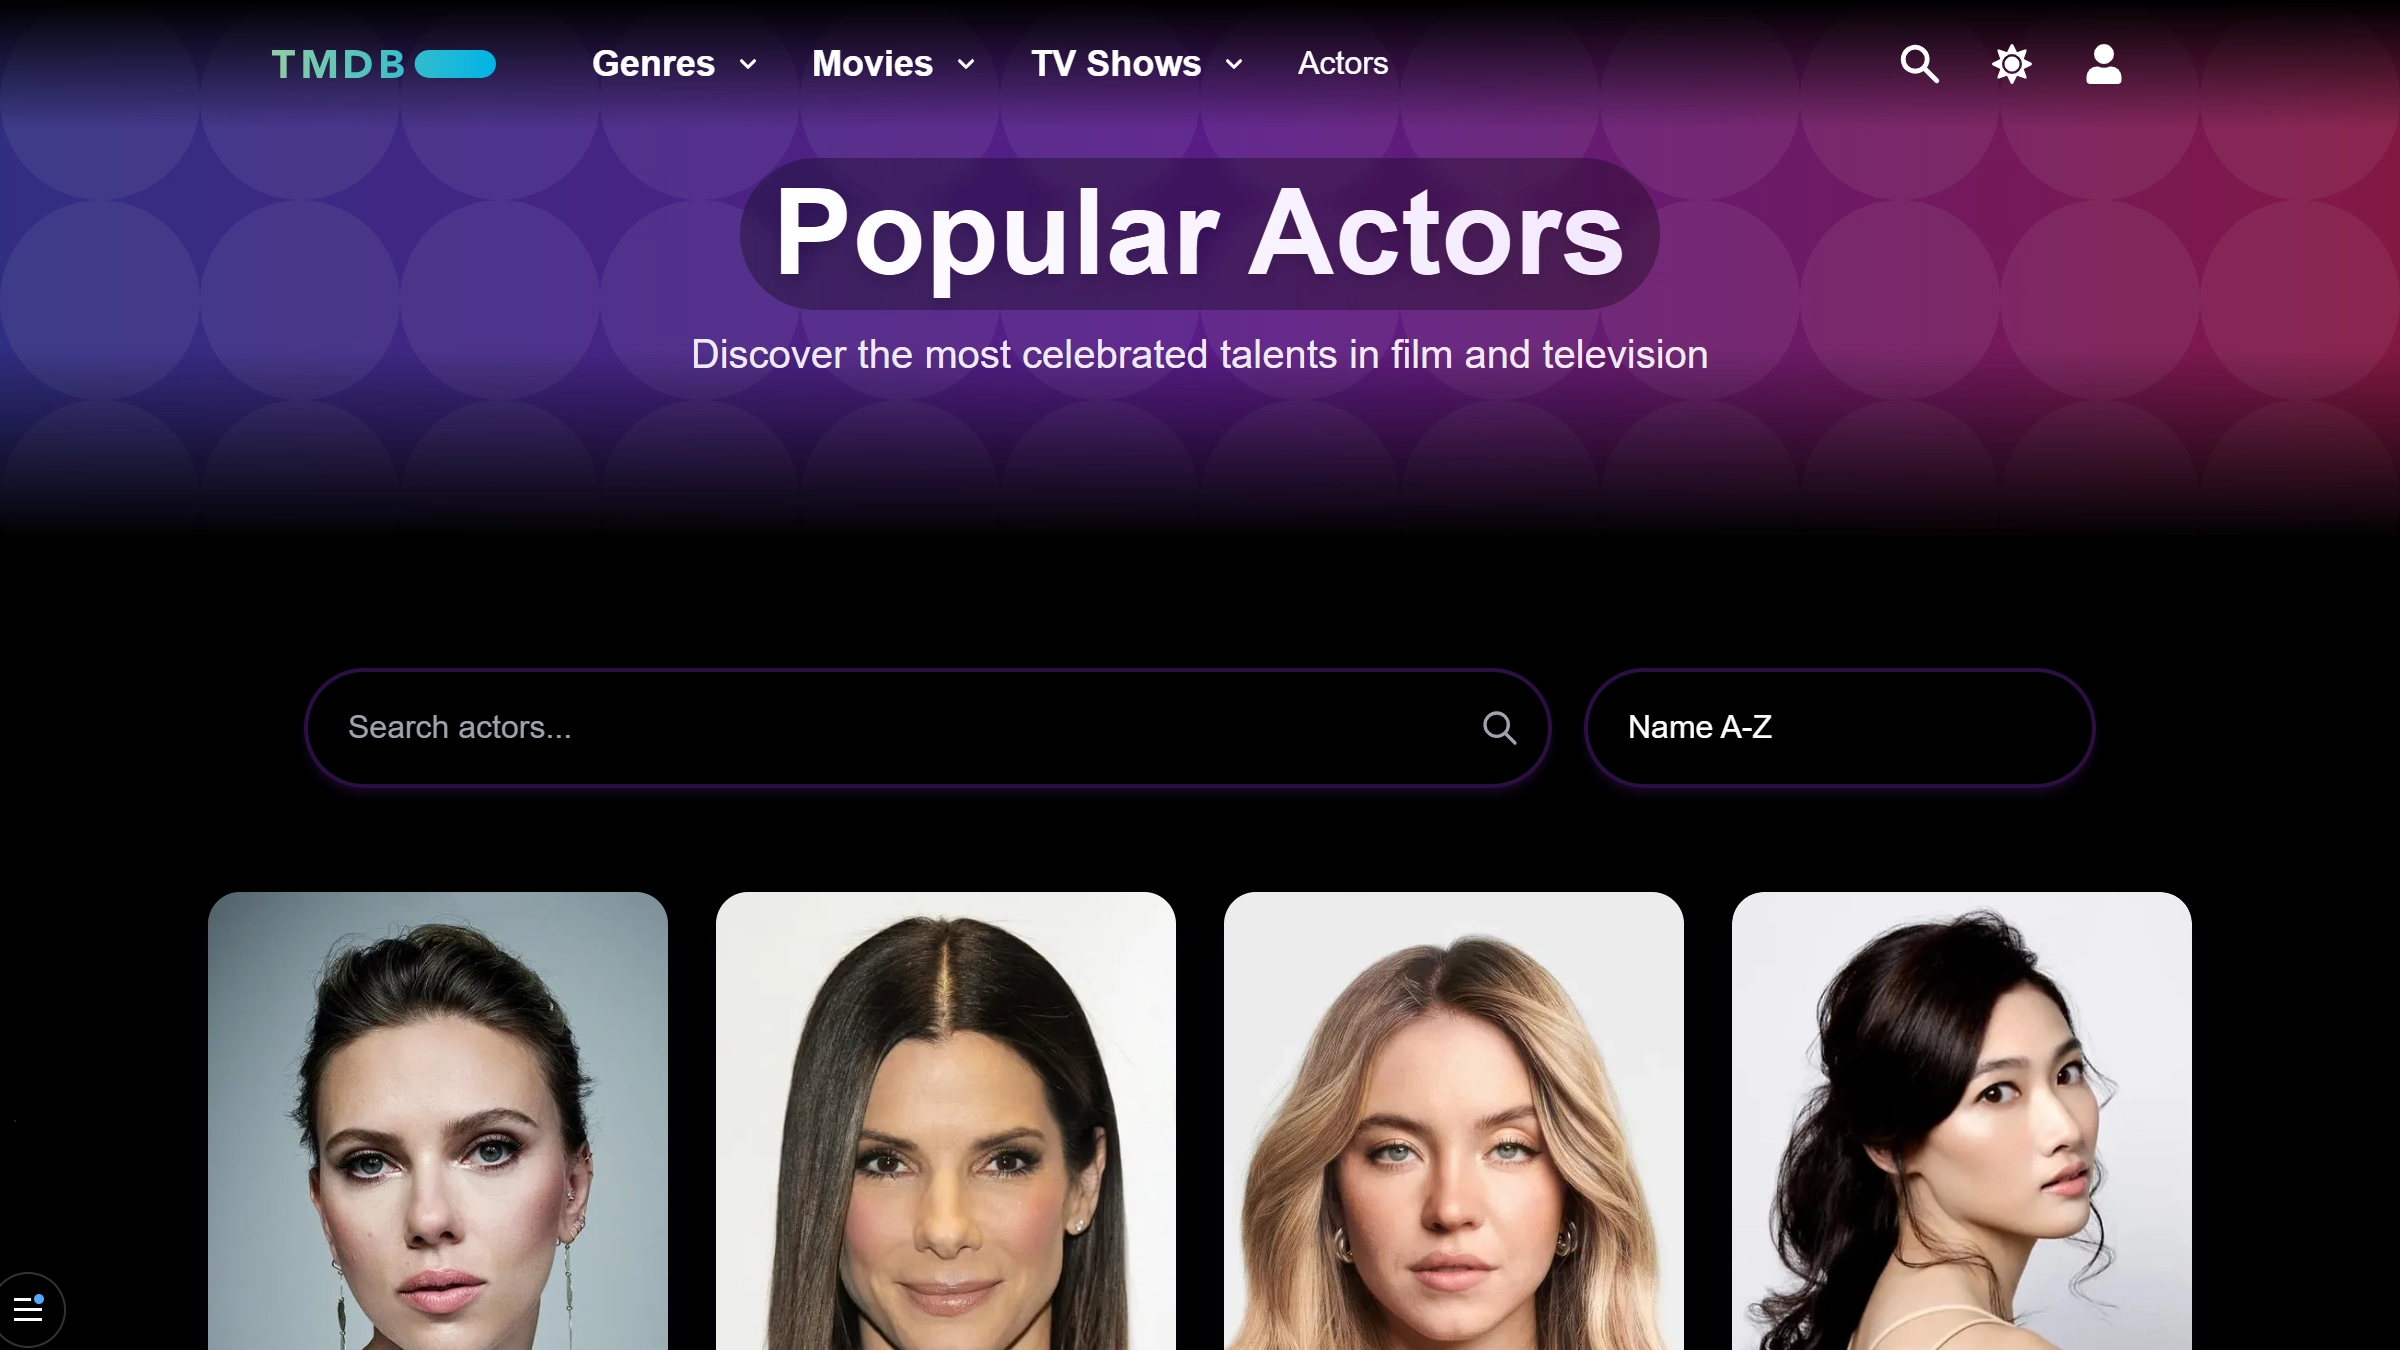 TMDB
Genres
Movies
TV Shows
Actors
Popular Actors
Discover the most celebrated talents in film and television
Search actors...
Name A-Z